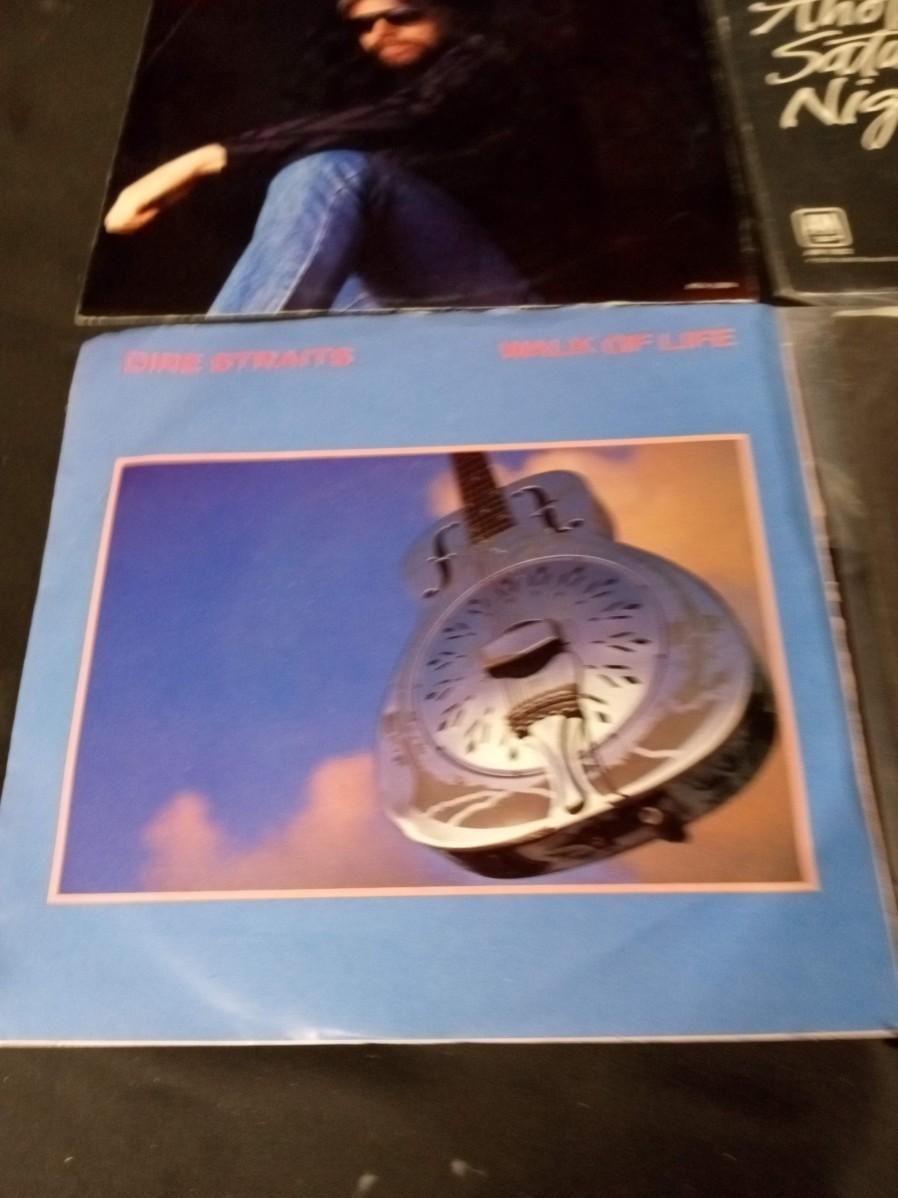 Satu
Nig
DIRE STRAITS
WALK OF LIFE